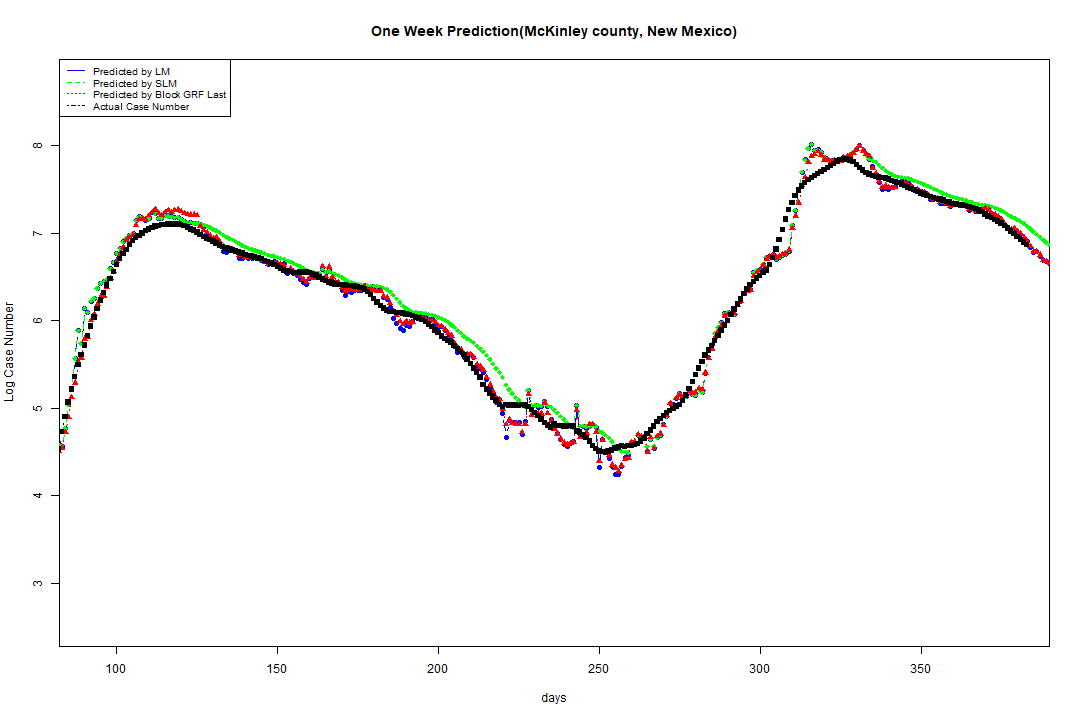 One Week Prediction(McKinley county, New Mexico)
Predicted by LM
Predicted by SLM
Predicted by Block GRF Last
Actual Case Number
8
7
6
5
4
3
Log Case Number
100 150 200 250 300 350
days